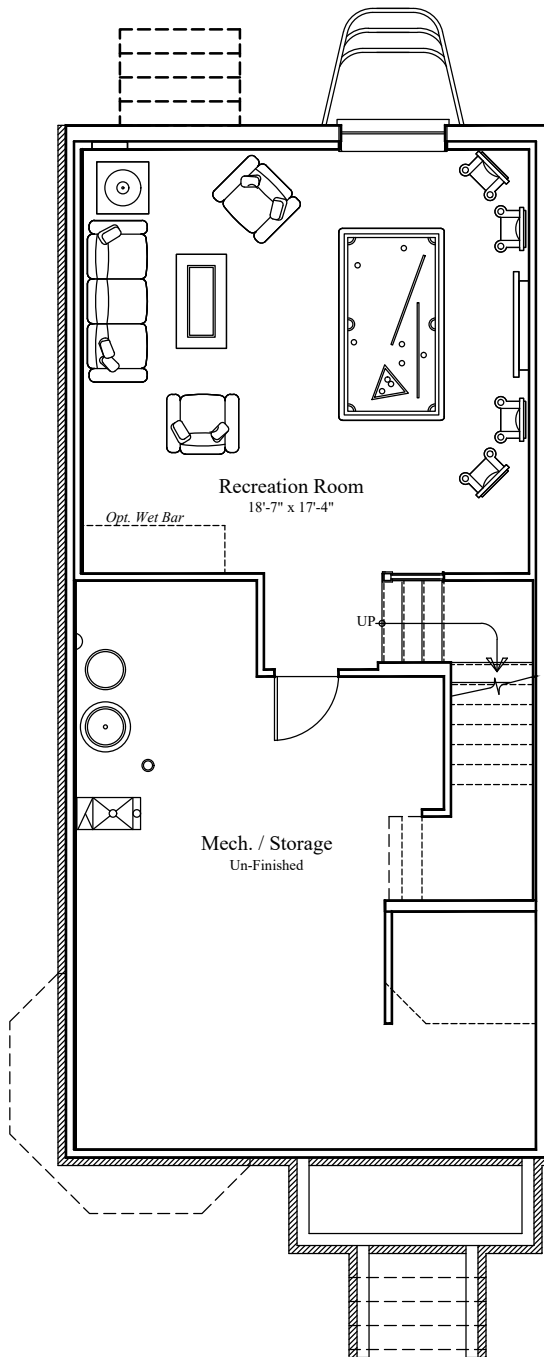 Recreation Room
18'-7" x 17'-4"
Opt. Wet Bar
UP
Mech. / Storage
Un-Finished